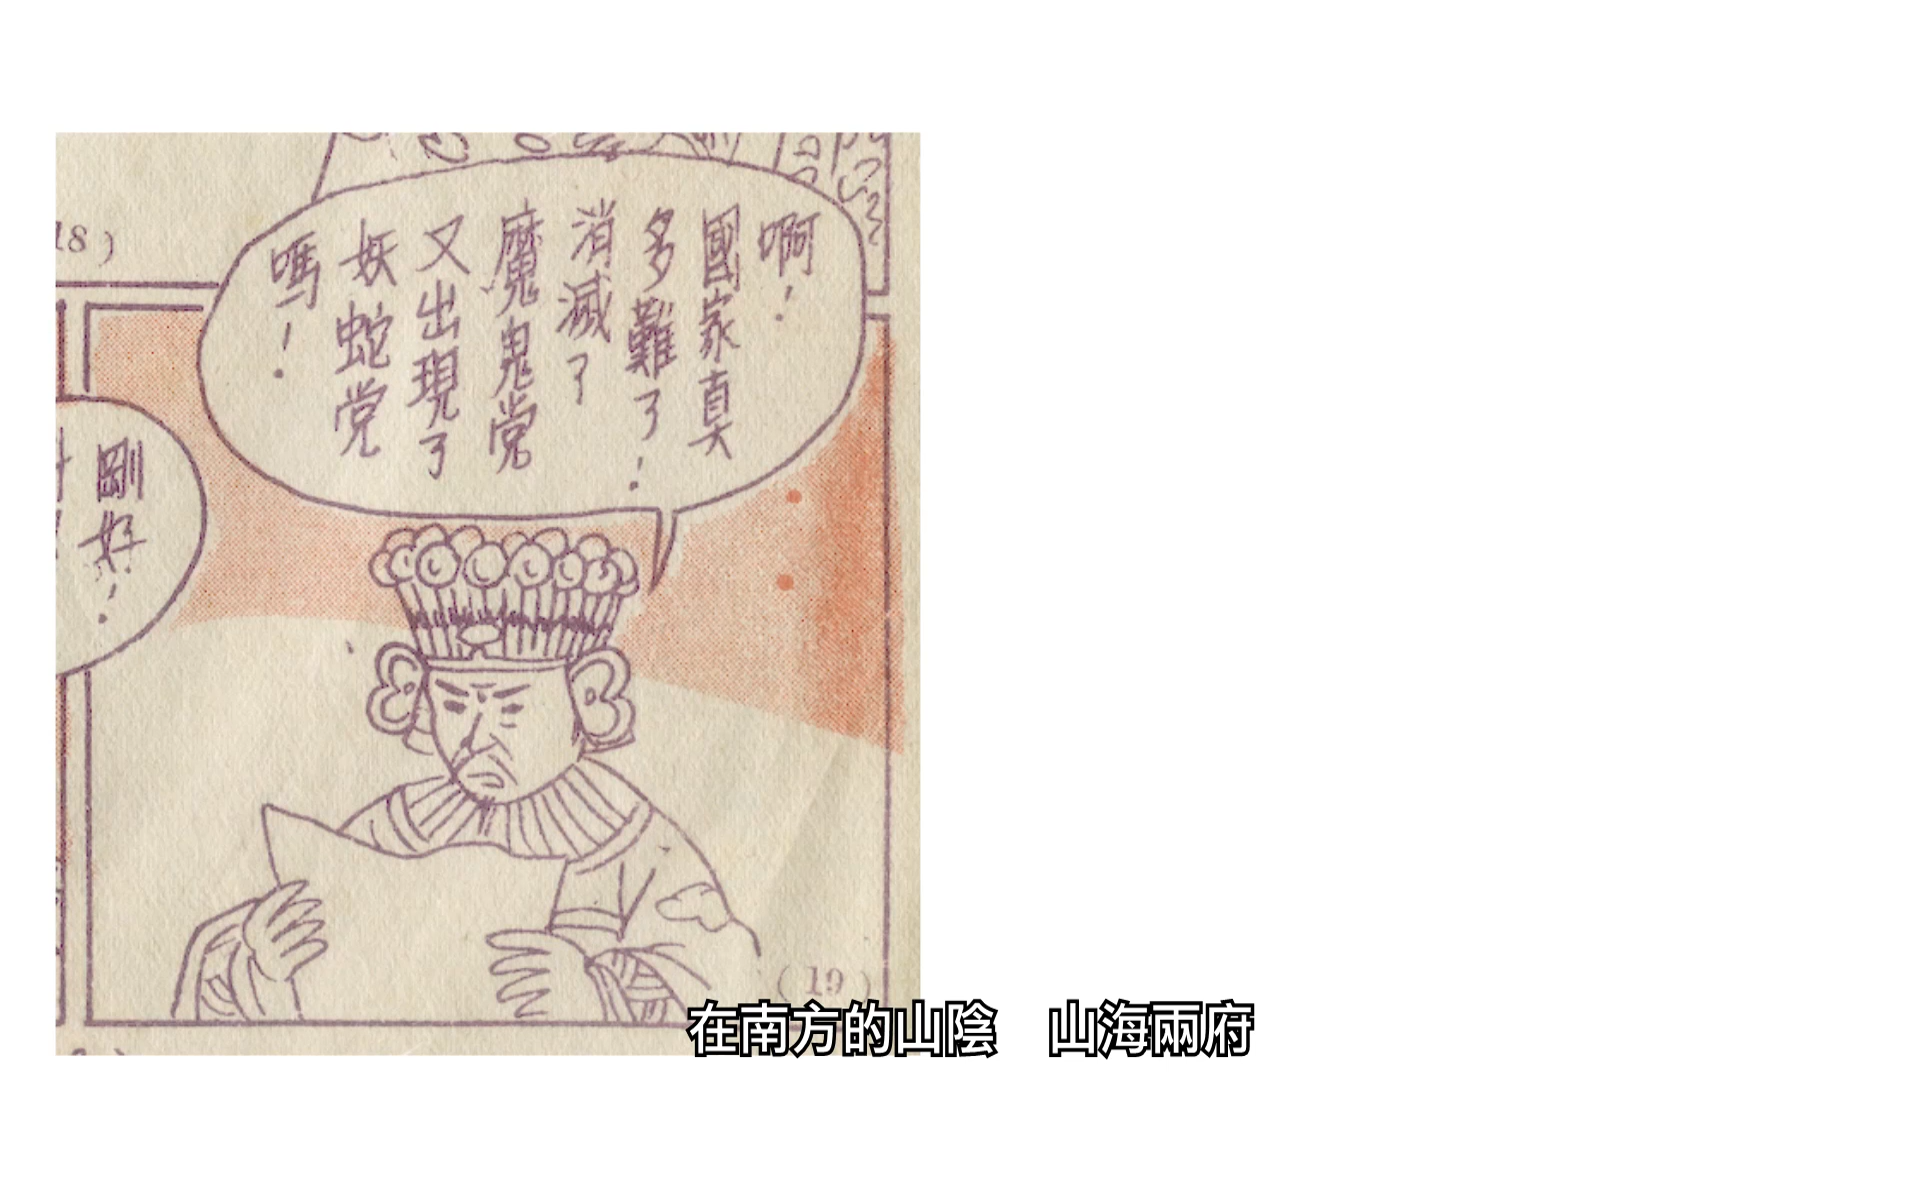 18)
啊！
國家真
多難了！
消滅了
魔鬼党
又出現了
妖蛇党
嗎！
剛好！
(19)
在南方的山陰　山海兩府